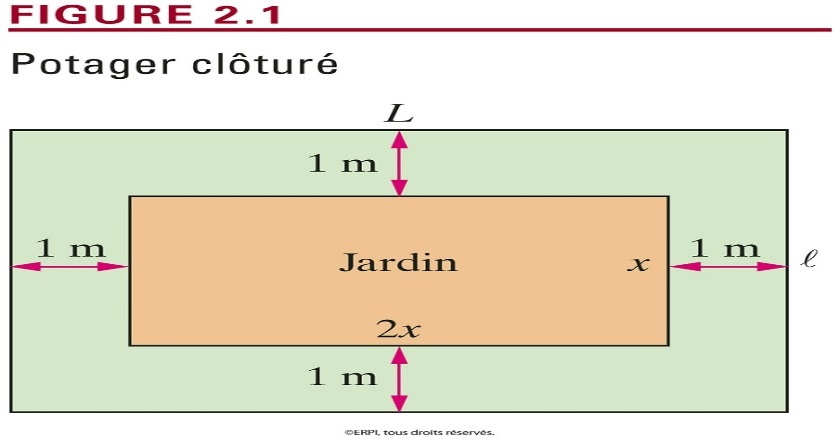 FIGURE 2.1
Potager clôturé
L
1 m
1 m
Jardin
x
1 m
ℓ
2x
1 m
©ERPI, tous droits réservés.